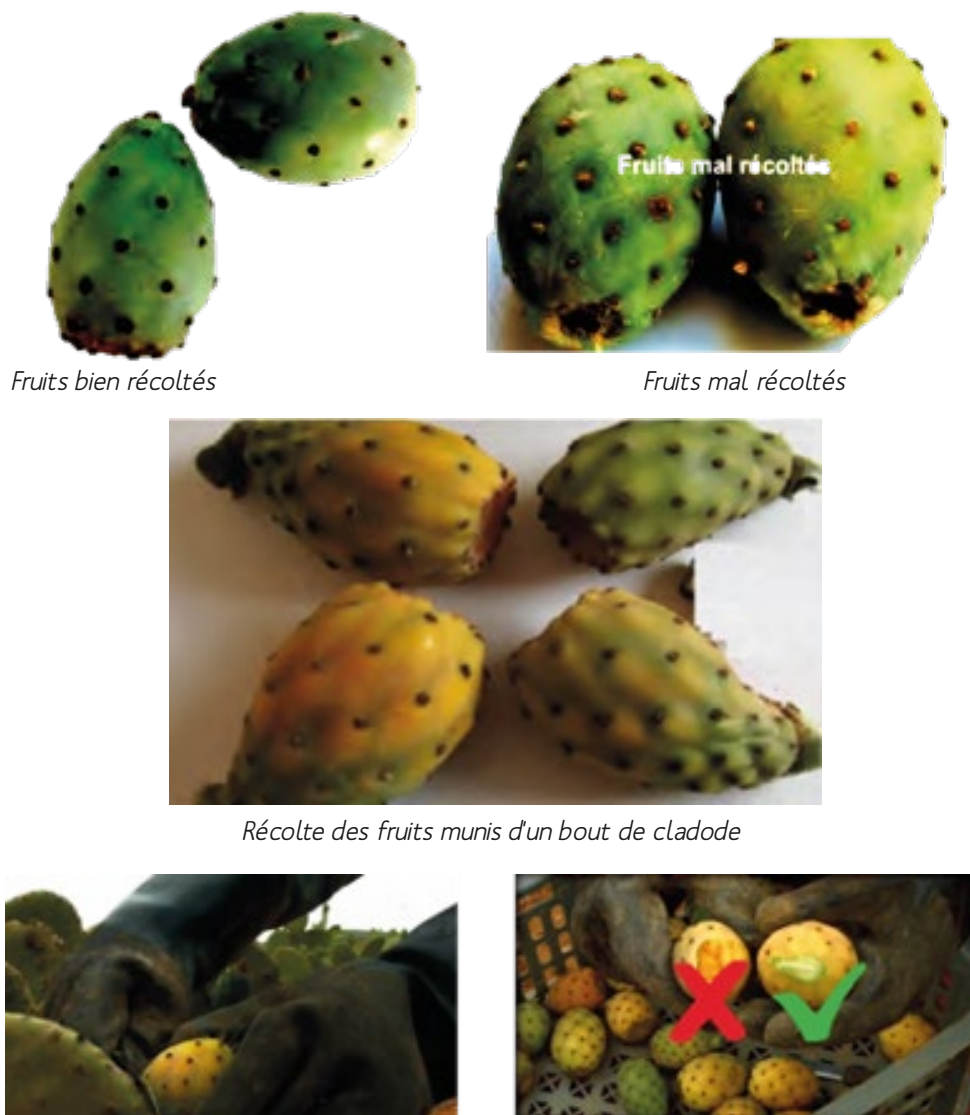 Fruits mal récoltés
Fruits bien récoltés
Fruits mal récoltés
Récolte des fruits munis d'un bout de cladode